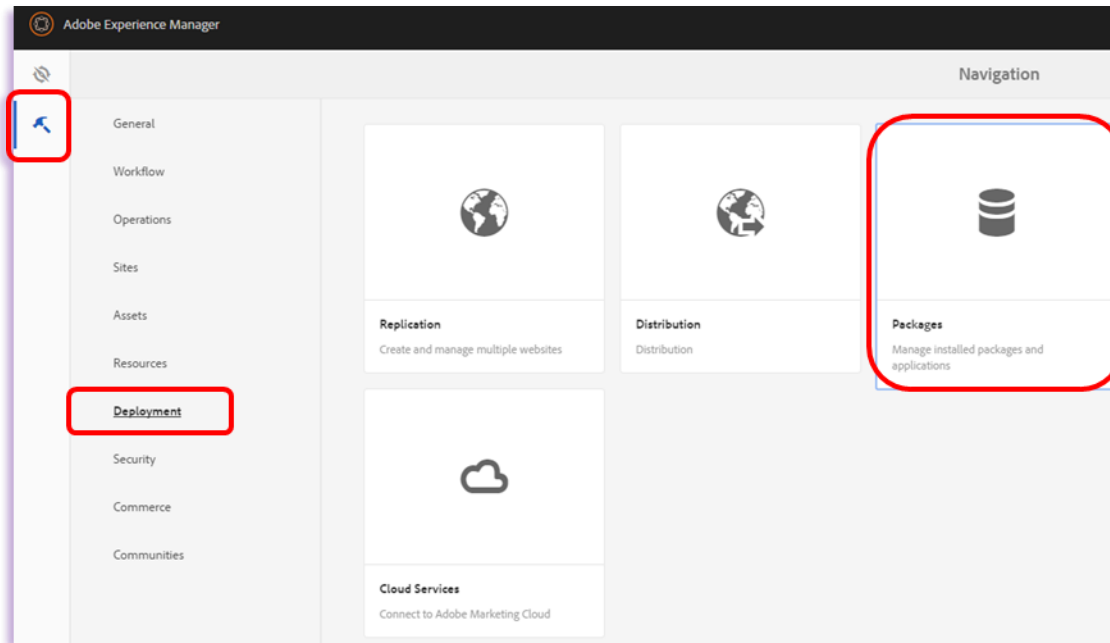 Adobe Experience Manager
Navigation
General
Workflow
Operations
Sites
Assets
Resources
Deployment
Security
Commerce
Communities
Replication
Create and manage multiple websites
Distribution
Distribution
Packages
Manage installed packages and
applications
Cloud Services
Connect to Adobe Marketing Cloud